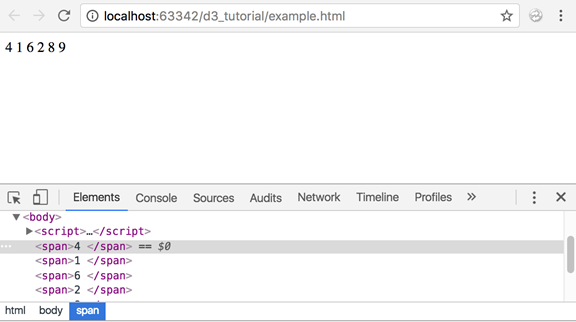 localhost:63342/d3_tutorial/example.html
4 1 6 2 8 9
Elements Console Sources Audits Network Timeline Profiles »
<body>
<script>…</script>
<span>4 </span> == $0
<span>1 </span>
<span>6 </span>
<span>2 </span>
html body span